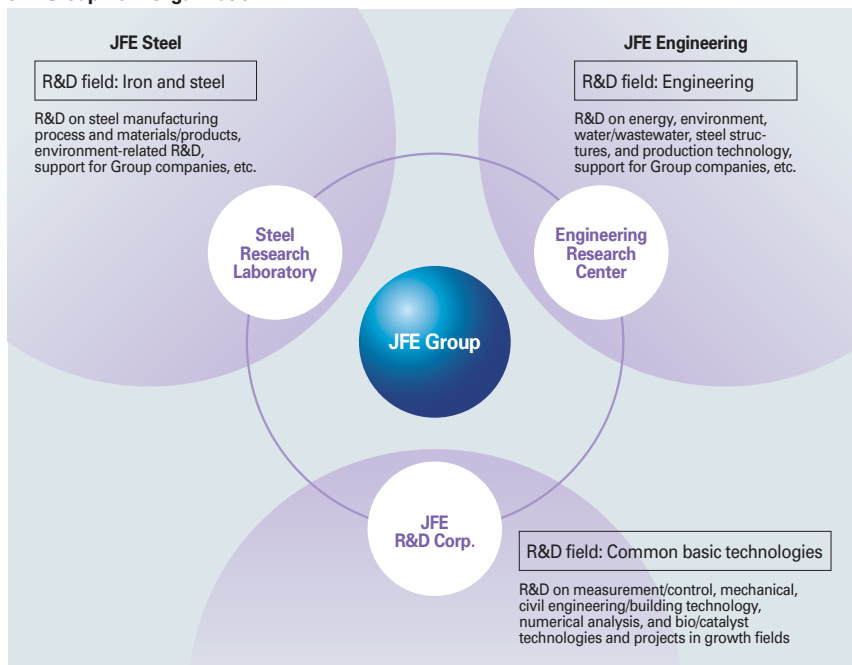 JFE Steel
R&D field: Iron and steel
R&D on steel manufacturing
process and materials/products,
environment-related R&D,
support for Group companies, etc.
JFE Engineering
R&D field: Engineering
R&D on energy, environment,
water/wastewater, steel struc-
tures, and production technology,
support for Group companies, etc.
Steel
Research
Laboratory
Engineering
Research
Center
JFE Group
JFE
R&D Corp.
R&D field: Common basic technologies
R&D on measurement/control, mechanical,
civil engineering/building technology,
numerical analysis, and bio/catalyst
technologies and projects in growth fields